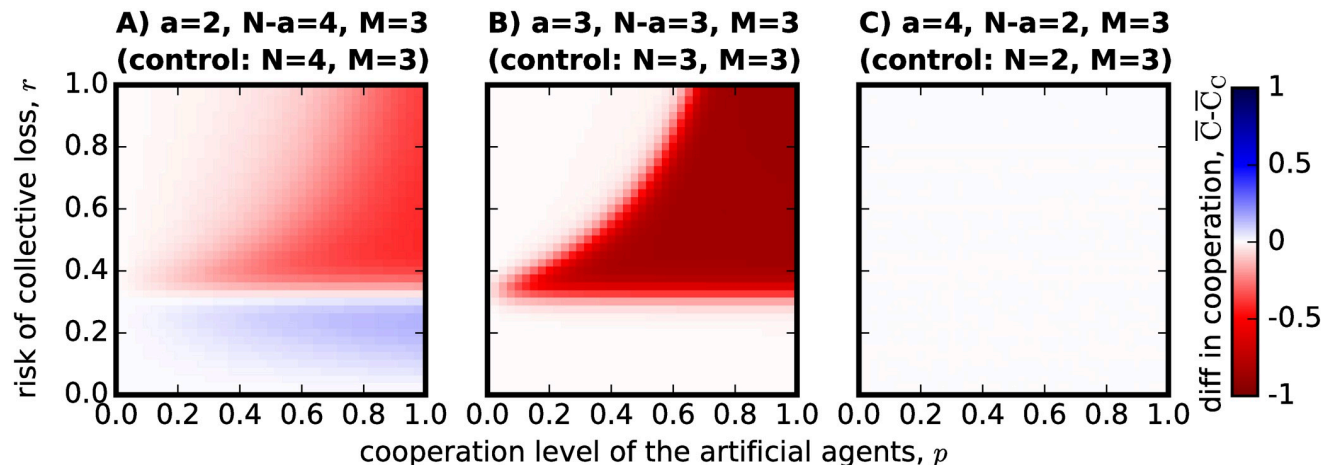 A) a=2, N-a=4, M=3
(control: N=4, M=3)
B) a=3, N-a=3, M=3
(control: N=3, M=3)
C) a=4, N-a=2, M=3
(control: N=2, M=3)
risk of collective loss, r
1.0
0.8
0.6
0.4
0.2
0.0
0.0 0.2 0.4 0.6 0.8 1.0
0.0 0.2 0.4 0.6 0.8 1.0
0.0 0.2 0.4 0.6 0.8 1.0
cooperation level of the artificial agents, p
diff in cooperation, C̅-C̅_C
1
0.5
0
-0.5
-1